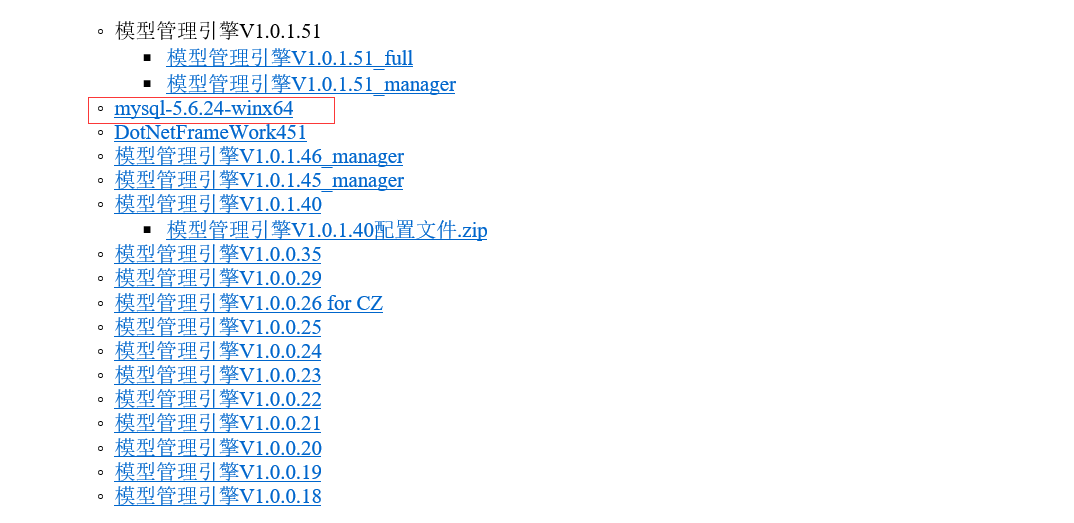 模型管理引擎V1.0.1.51
模型管理引擎V1.0.1.51_full
模型管理引擎V1.0.1.51_manager
mysql-5.6.24-winx64
DotNetFrameWork451
模型管理引擎V1.0.1.46_manager
模型管理引擎V1.0.1.45_manager
模型管理引擎V1.0.1.40
模型管理引擎V1.0.1.40配置文件.zip
模型管理引擎V1.0.0.35
模型管理引擎V1.0.0.29
模型管理引擎V1.0.0.26 for CZ
模型管理引擎V1.0.0.25
模型管理引擎V1.0.0.24
模型管理引擎V1.0.0.23
模型管理引擎V1.0.0.22
模型管理引擎V1.0.0.21
模型管理引擎V1.0.0.20
模型管理引擎V1.0.0.19
模型管理引擎V1.0.0.18